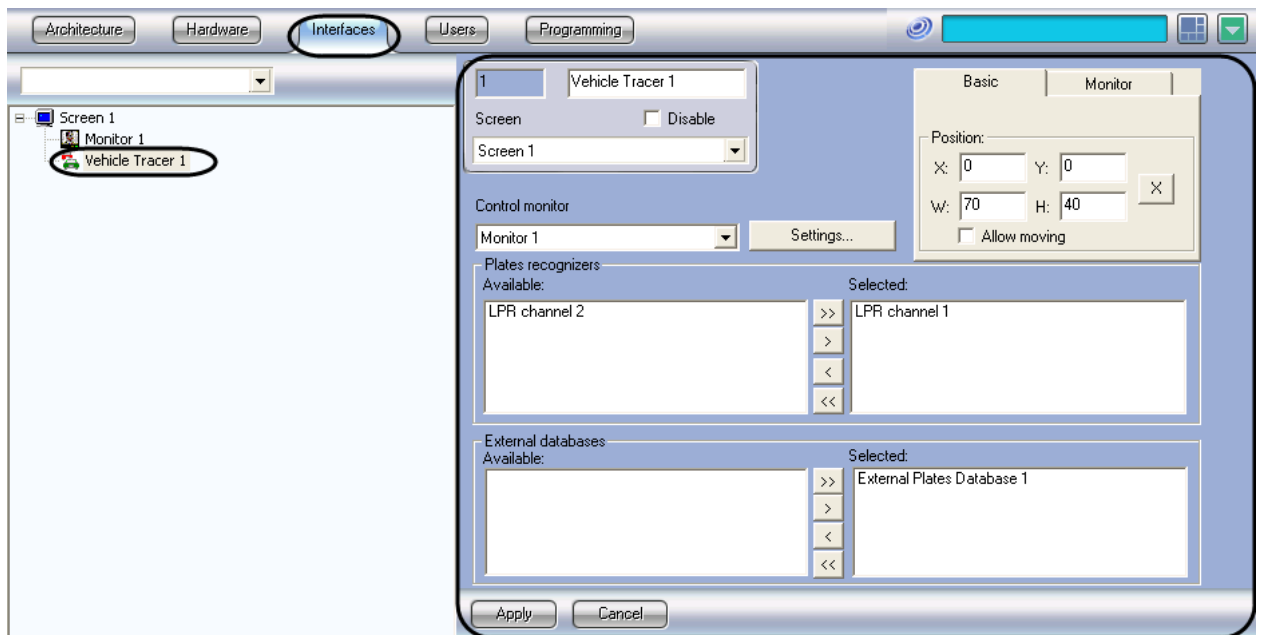 Architecture Hardware Interfaces Users Programming
Screen 1
Monitor 1
Vehicle Tracer 1
1 Vehicle Tracer 1
Screen Disable
Screen 1
Basic Monitor
Position:
X: 0 Y: 0
W: 70 H: 40 X
Allow moving
Control monitor
Monitor 1 Settings...
Plates recognizers
Available: Selected:
LPR channel 2 >> LPR channel 1
>
<
<<
External databases
Available: Selected:
>> External Plates Database 1
>
<
<<
Apply Cancel